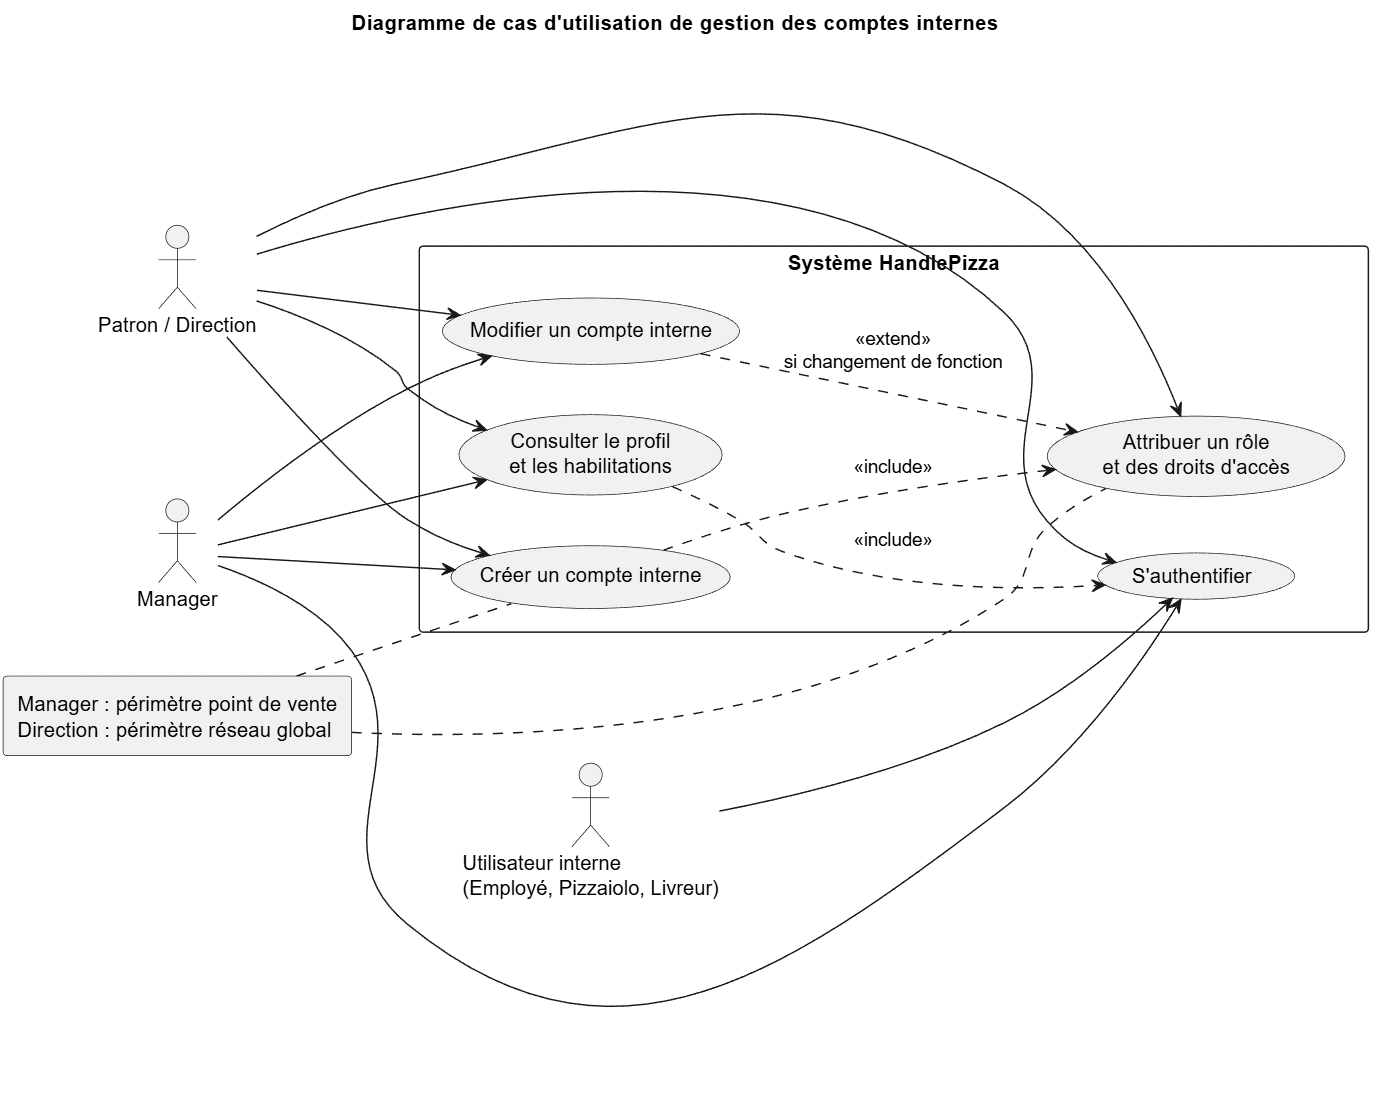 Diagramme de cas d'utilisation de gestion des comptes internes
Système HandlePizza
Patron / Direction
Modifier un compte interne
«extend»
si changement de fonction
Consulter le profil
et les habilitations
Attribuer un rôle
et des droits d'accès
«include»
«include»
Manager
Créer un compte interne
S'authentifier
Manager : périmètre point de vente
Direction : périmètre réseau global
Utilisateur interne
(Employé, Pizzaiolo, Livreur)